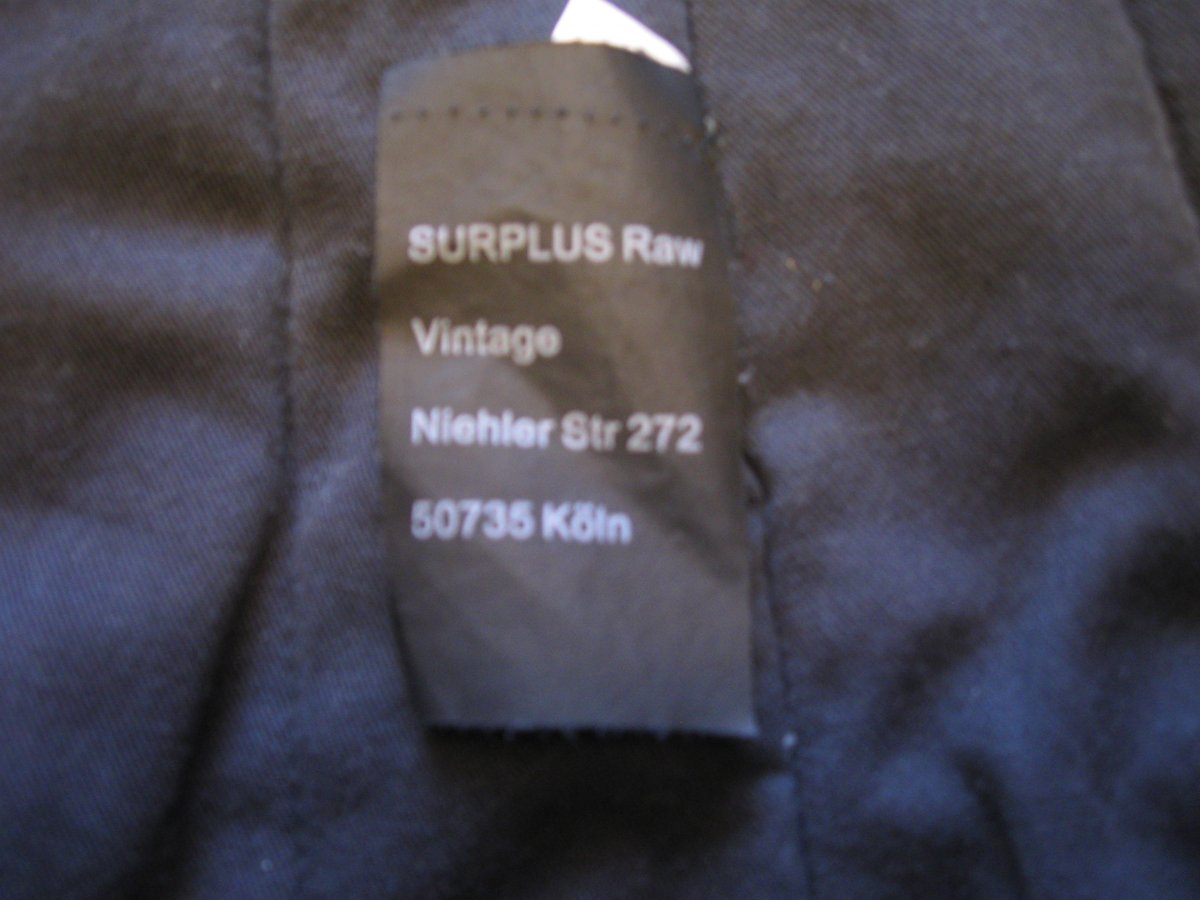 SURPLUS Raw
Vintage
Niehler Str 272
50735 Köln